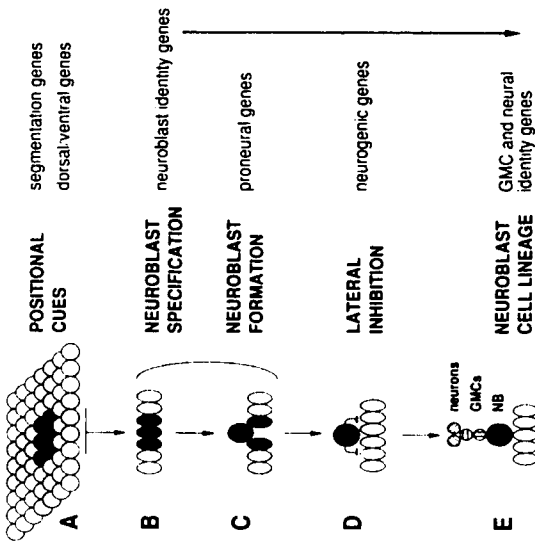 A
POSITIONAL
CUES
segmentation genes
dorsal/ventral genes
B
NEUROBLAST
SPECIFICATION
neuroblast identity genes
C
NEUROBLAST
FORMATION
proneural genes
D
LATERAL
INHIBITION
neurogenic genes
E
neurons
GMCs
NB
NEUROBLAST
CELL LINEAGE
GMC and neural
identity genes